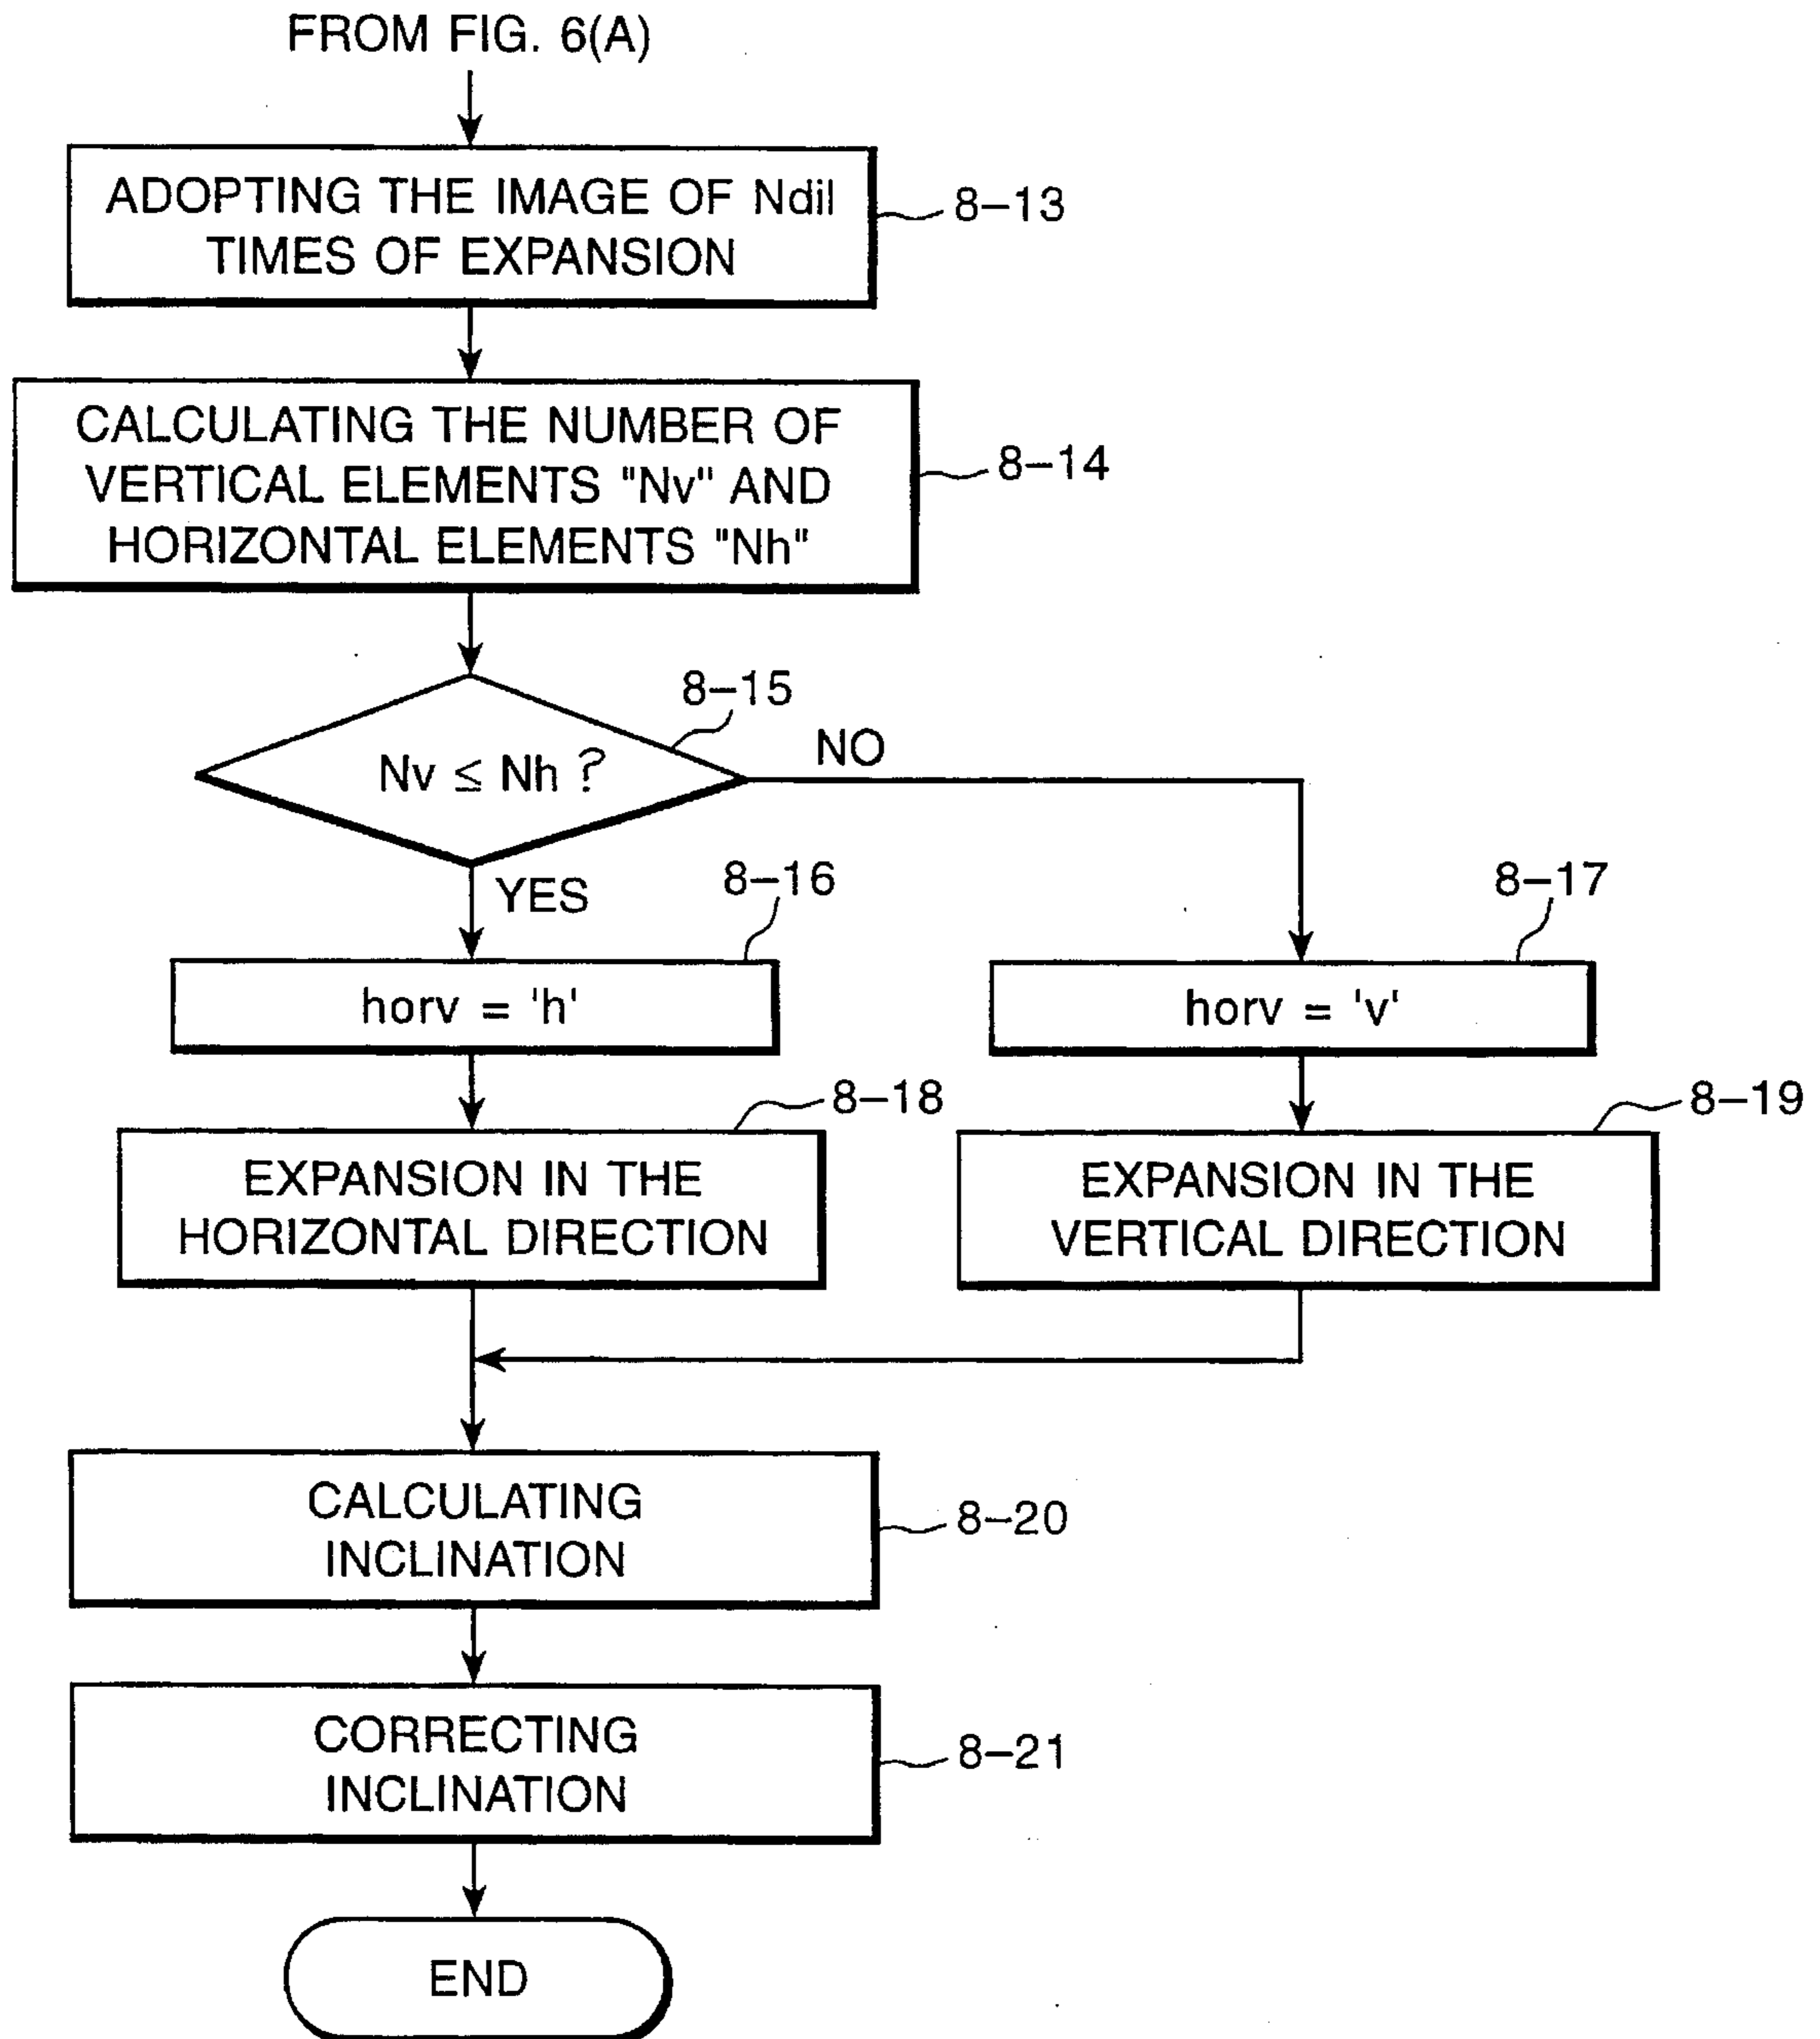 FROM FIG. 6(A)
ADOPTING THE IMAGE OF Ndil
TIMES OF EXPANSION
8–13
CALCULATING THE NUMBER OF
VERTICAL ELEMENTS "Nv" AND
HORIZONTAL ELEMENTS "Nh"
8–14
8–15
Nv ≤ Nh ?
NO
YES
8–16
8–17
horv = 'h'
horv = 'v'
8–18
8–19
EXPANSION IN THE
HORIZONTAL DIRECTION
EXPANSION IN THE
VERTICAL DIRECTION
CALCULATING
INCLINATION
8–20
CORRECTING
INCLINATION
8–21
END